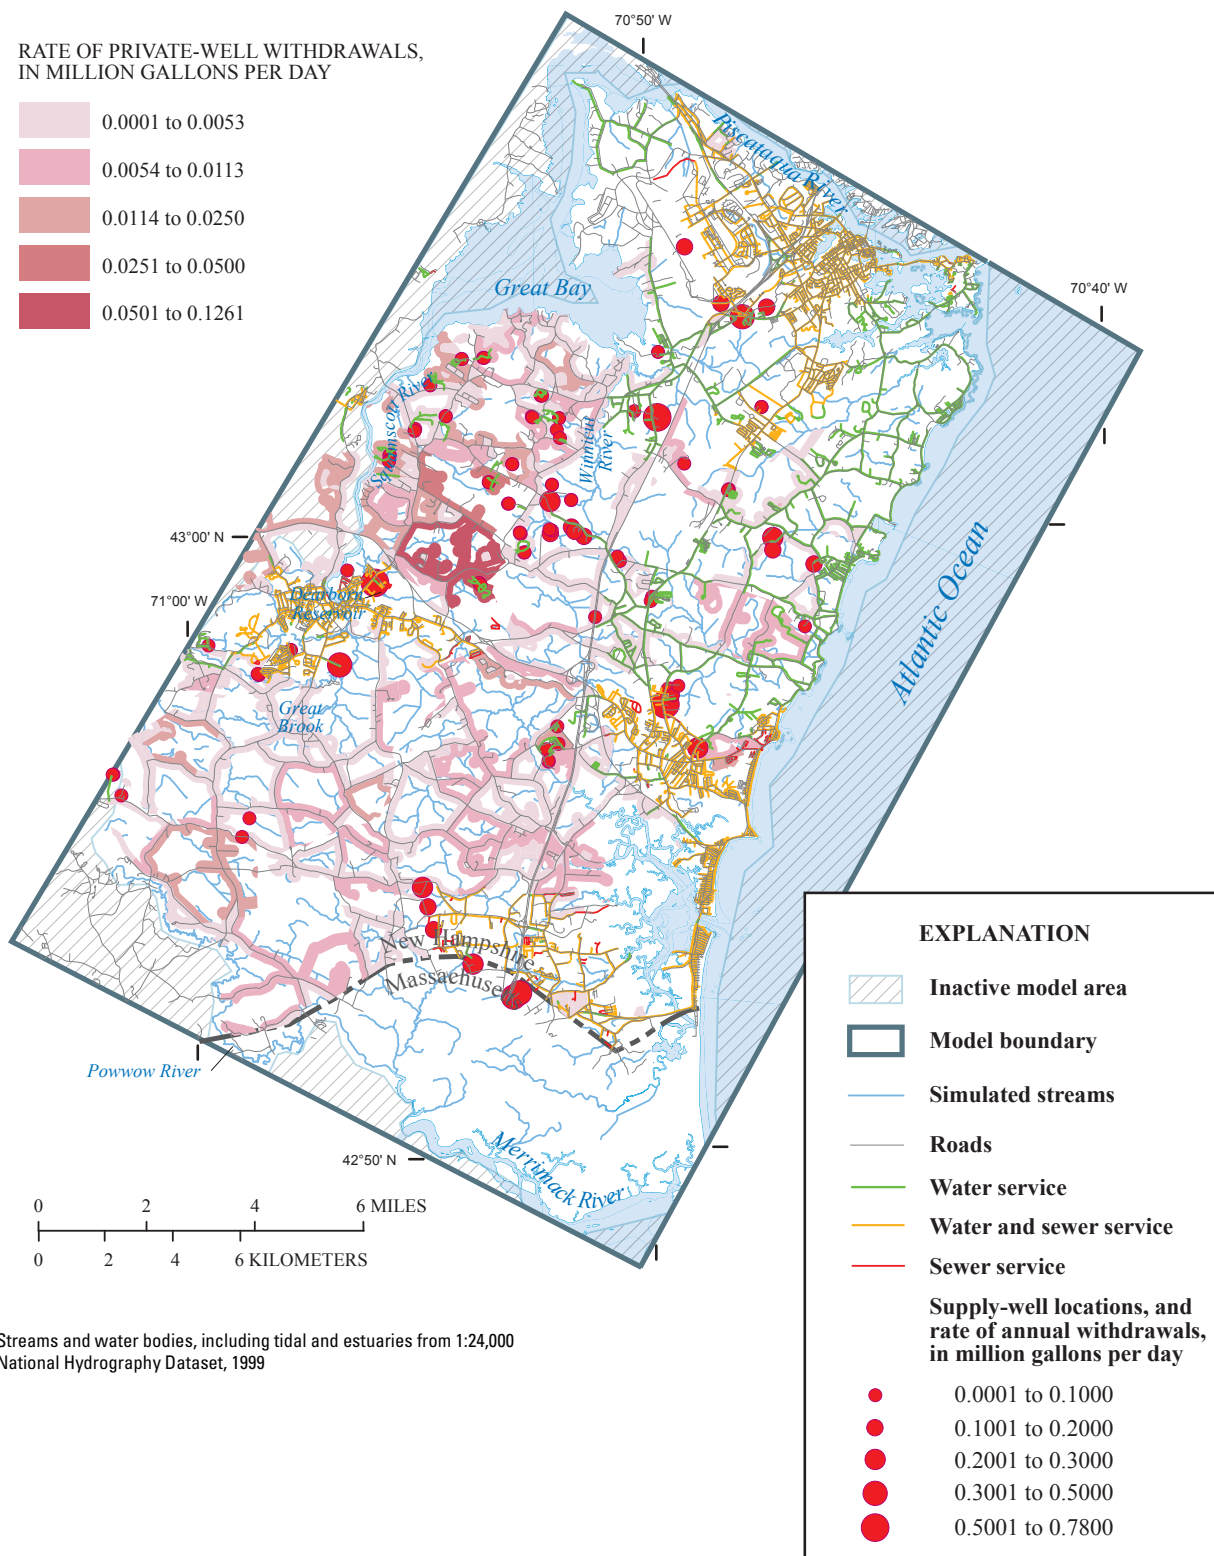 70°50' W
RATE OF PRIVATE-WELL WITHDRAWALS,
IN MILLION GALLONS PER DAY
0.0001 to 0.0053
0.0054 to 0.0113
0.0114 to 0.0250
0.0251 to 0.0500
0.0501 to 0.1261
Piscataqua River
Great Bay
70°40' W
Squamscott River
Winnicut
River
43°00' N
Atlantic Ocean
71°00' W
Dearborn
Reservoir
Great
Brook
New Hampshire
Massachusetts
Powwow River
42°50' N
Merrimack River
0 2 4 6 MILES
0 2 4 6 KILOMETERS
Streams and water bodies, including tidal and estuaries from 1:24,000
National Hydrography Dataset, 1999
EXPLANATION
Inactive model area
Model boundary
Simulated streams
Roads
Water service
Water and sewer service
Sewer service
Supply-well locations, and
rate of annual withdrawals,
in million gallons per day
0.0001 to 0.1000
0.1001 to 0.2000
0.2001 to 0.3000
0.3001 to 0.5000
0.5001 to 0.7800